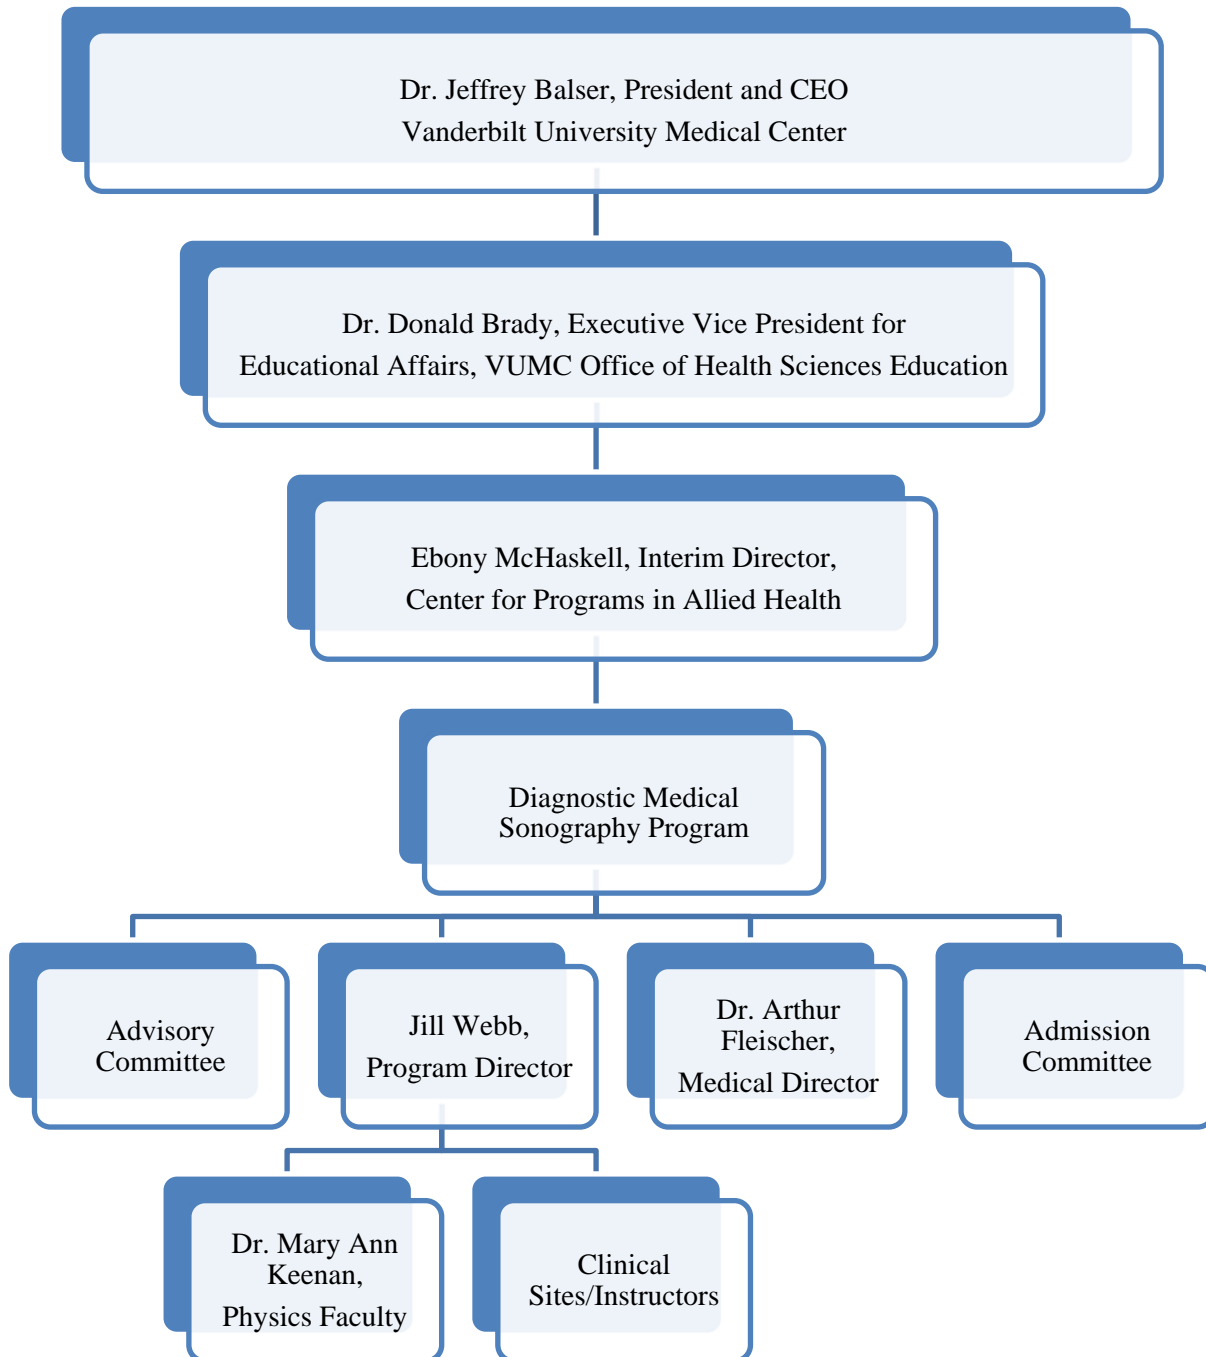 Dr. Jeffrey Balser, President and CEO
Vanderbilt University Medical Center
Dr. Donald Brady, Executive Vice President for
Educational Affairs, VUMC Office of Health Sciences Education
Ebony McHaskell, Interim Director,
Center for Programs in Allied Health
Diagnostic Medical
Sonography Program
Advisory
Committee
Jill Webb,
Program Director
Dr. Arthur
Fleischer,
Medical Director
Admission
Committee
Dr. Mary Ann
Keenan,
Physics Faculty
Clinical
Sites/Instructors